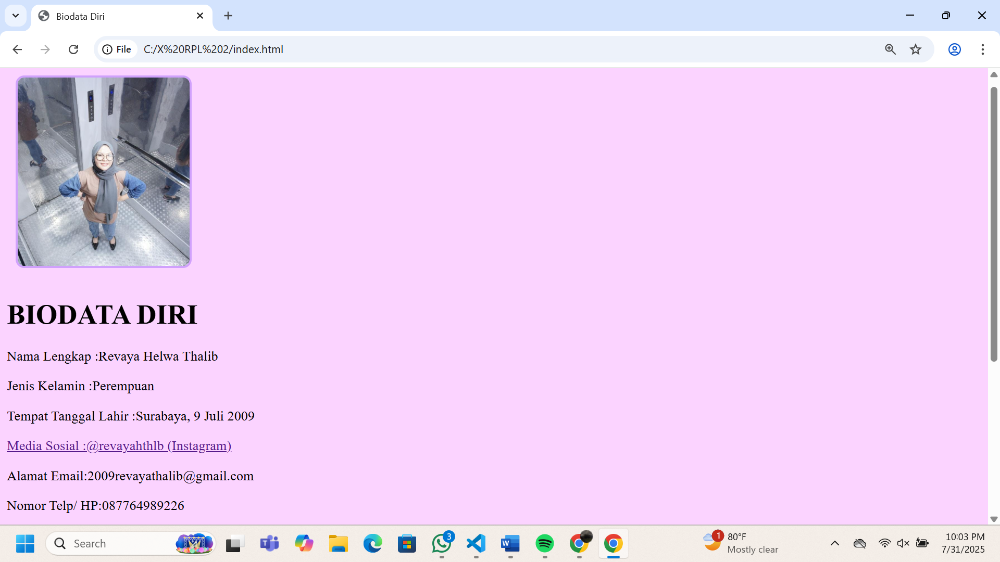 Biodata Diri
File
C:/X%20RPL%202/index.html
BIODATA DIRI
Nama Lengkap :Revaya Helwa Thalib
Jenis Kelamin :Perempuan
Tempat Tanggal Lahir :Surabaya, 9 Juli 2009
Media Sosial :@revayahthlb (Instagram)
Alamat Email:2009revayathalib@gmail.com
Nomor Telp/ HP:087764989226
Search
3
1
80°F
Mostly clear
10:03 PM
7/31/2025